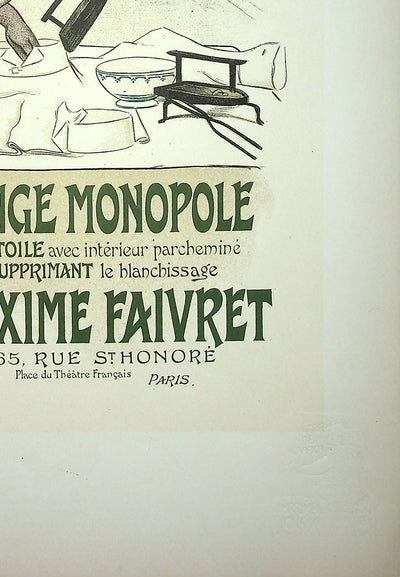 NGE MONOPOLE
TOILE avec intérieur parcheminé
UPPRIMANT le blanchissage
XIME FAIVRET
65, RUE ST HONORÉ
Place du Théâtre Français PARIS.